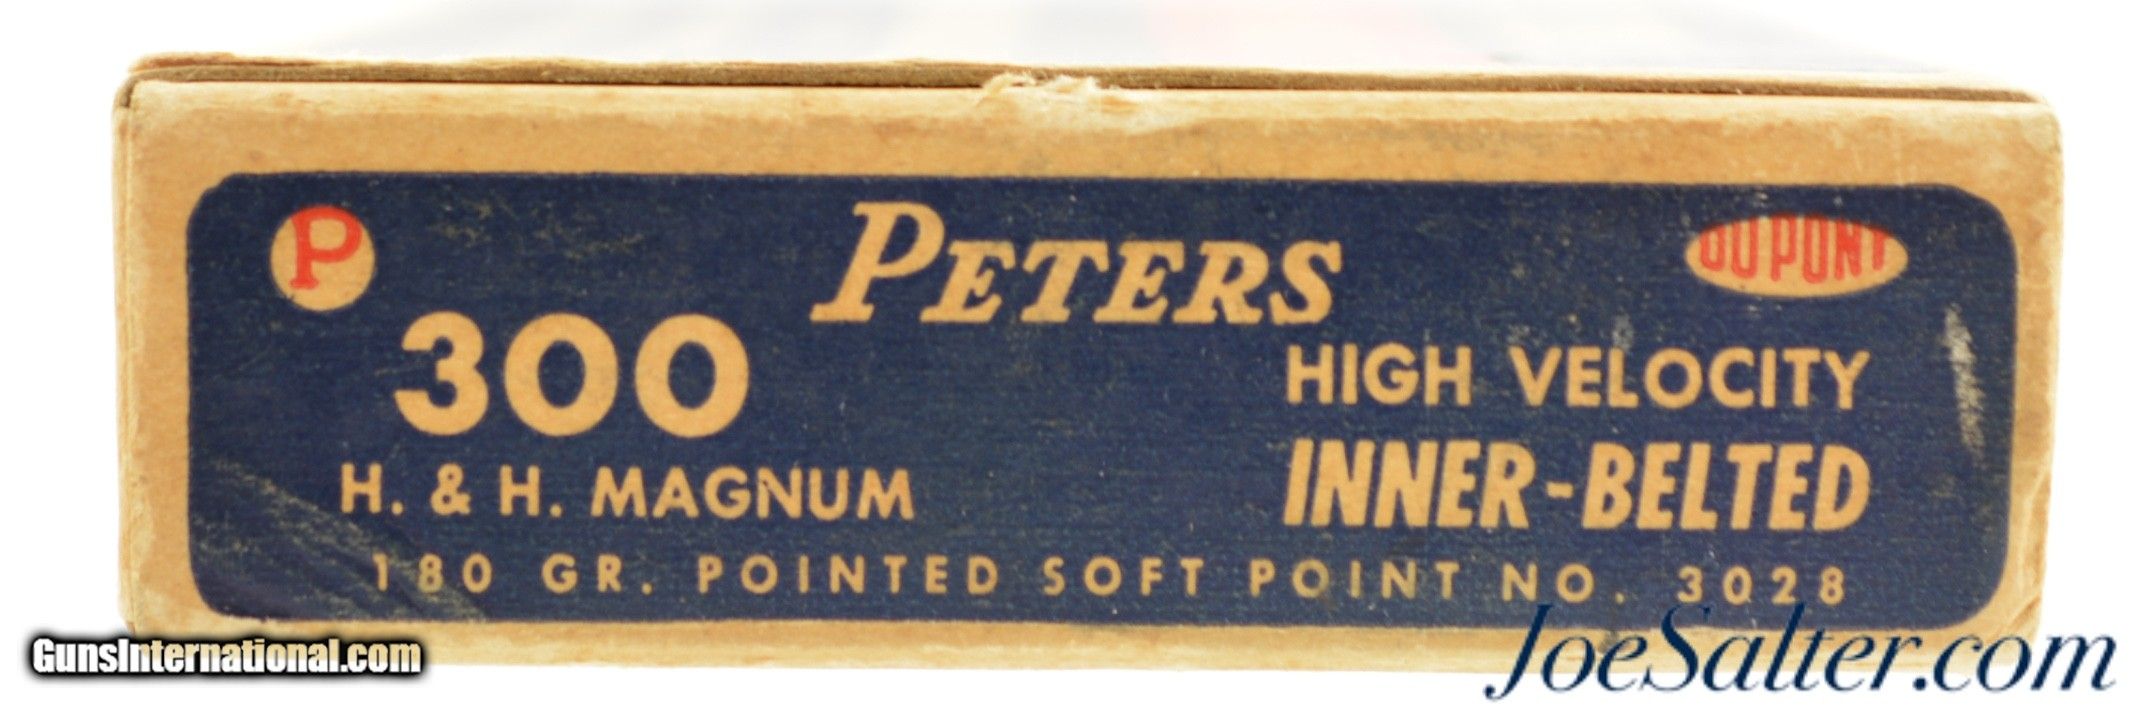 P
PETERS
DU PONT
300
H. & H. MAGNUM
HIGH VELOCITY
INNER-BELTED
180 GR. POINTED SOFT POINT NO. 3028
GunsInternational.com
JoeSalter.com